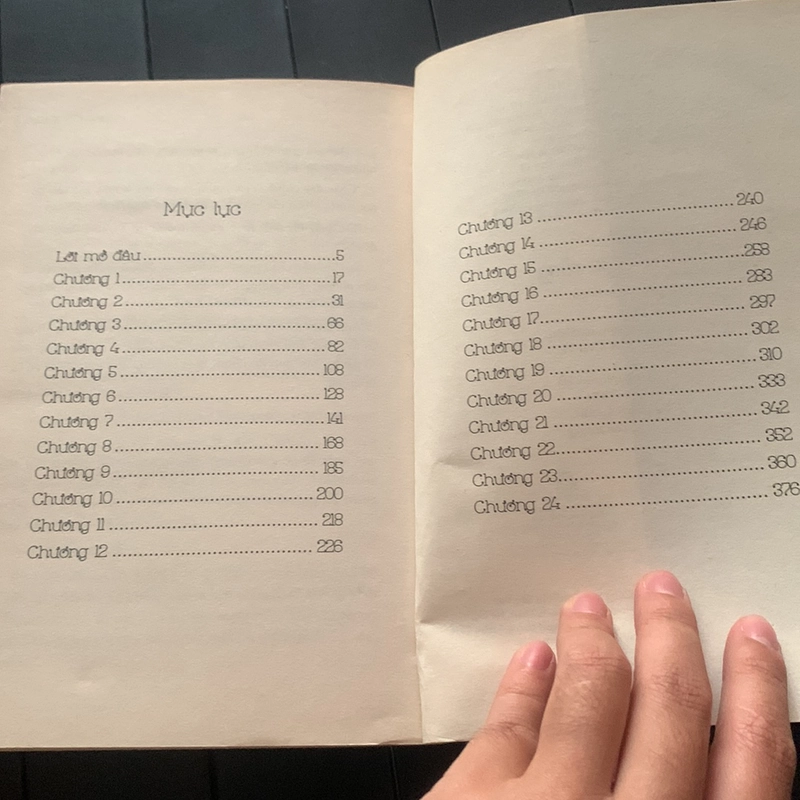 Mục lục
Lời mở đầu....................................5
Chương 1.......................................17
Chương 2.......................................31
Chương 3.......................................66
Chương 4.......................................82
Chương 5.......................................108
Chương 6.......................................128
Chương 7.......................................141
Chương 8.......................................168
Chương 9.......................................185
Chương 10.......................................200
Chương 11.......................................218
Chương 12.......................................226
Chương 13.......................................240
Chương 14.......................................246
Chương 15.......................................258
Chương 16.......................................283
Chương 17.......................................297
Chương 18.......................................302
Chương 19.......................................310
Chương 20.......................................333
Chương 21.......................................342
Chương 22.......................................352
Chương 23.......................................360
Chương 24.......................................376